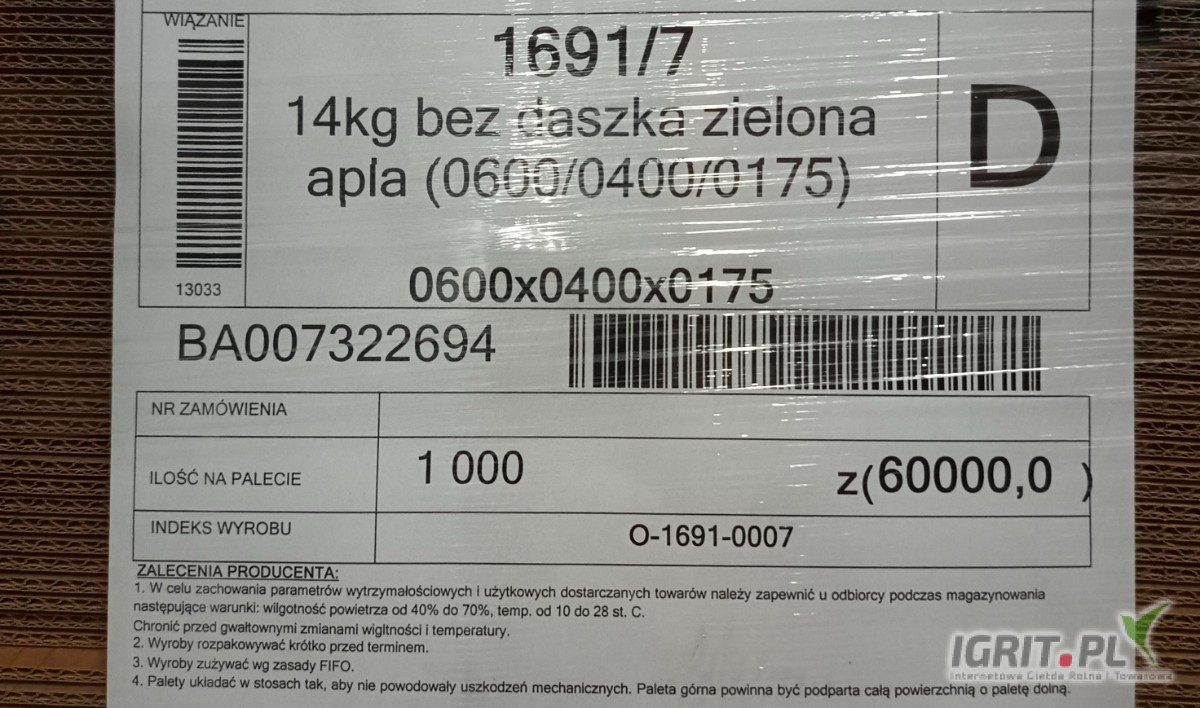 WIĄZANIE
1691/7
14kg bez daszka zielona
apla (0600/0400/0175)
D
0600x0400x0175
13033
BA007322694
NR ZAMÓWIENIA
ILOŚĆ NA PALECIE 1 000 z(60000,0 )
INDEKS WYROBU O-1691-0007
ZALECENIA PRODUCENTA:
1. W celu zachowania parametrów wytrzymałościowych i użytkowych dostarczanych towarów należy zapewnić u odbiorcy podczas magazynowania
następujące warunki: wilgotność powietrza od 40% do 70%, temp. od 10 do 28 st. C.
Chronić przed gwałtownymi zmianami wigltności i temperatury.
2. Wyroby rozpakowywać krótko przed terminem.
3. Wyroby zużywać wg zasady FIFO.
4. Palety układać w stosach tak, aby nie powodowały uszkodzeń mechanicznych. Paleta górna powinna być podparta całą powierzchnią o paletę dolną.
IGRIT.PL
Internetowa Giełda Rolna i Towarowa